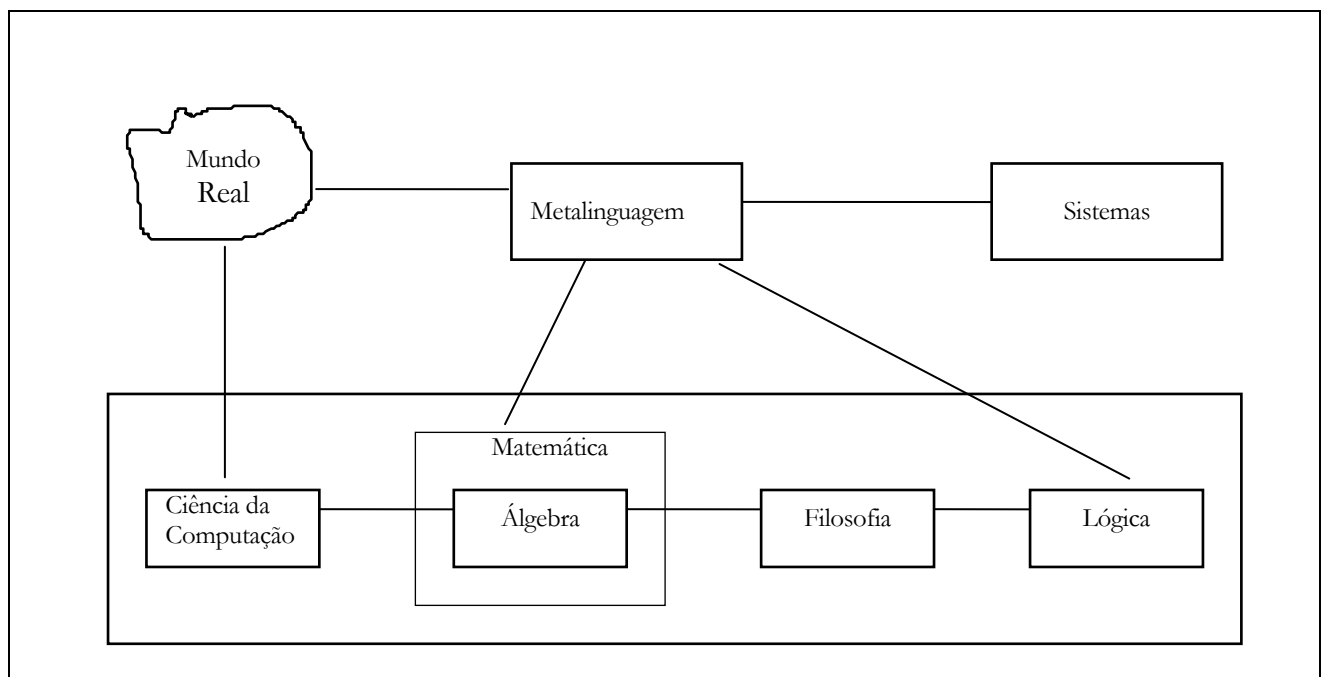 Mundo
Real
Metalinguagem
Sistemas
Matemática
Ciência da
Computação
Álgebra
Filosofia
Lógica